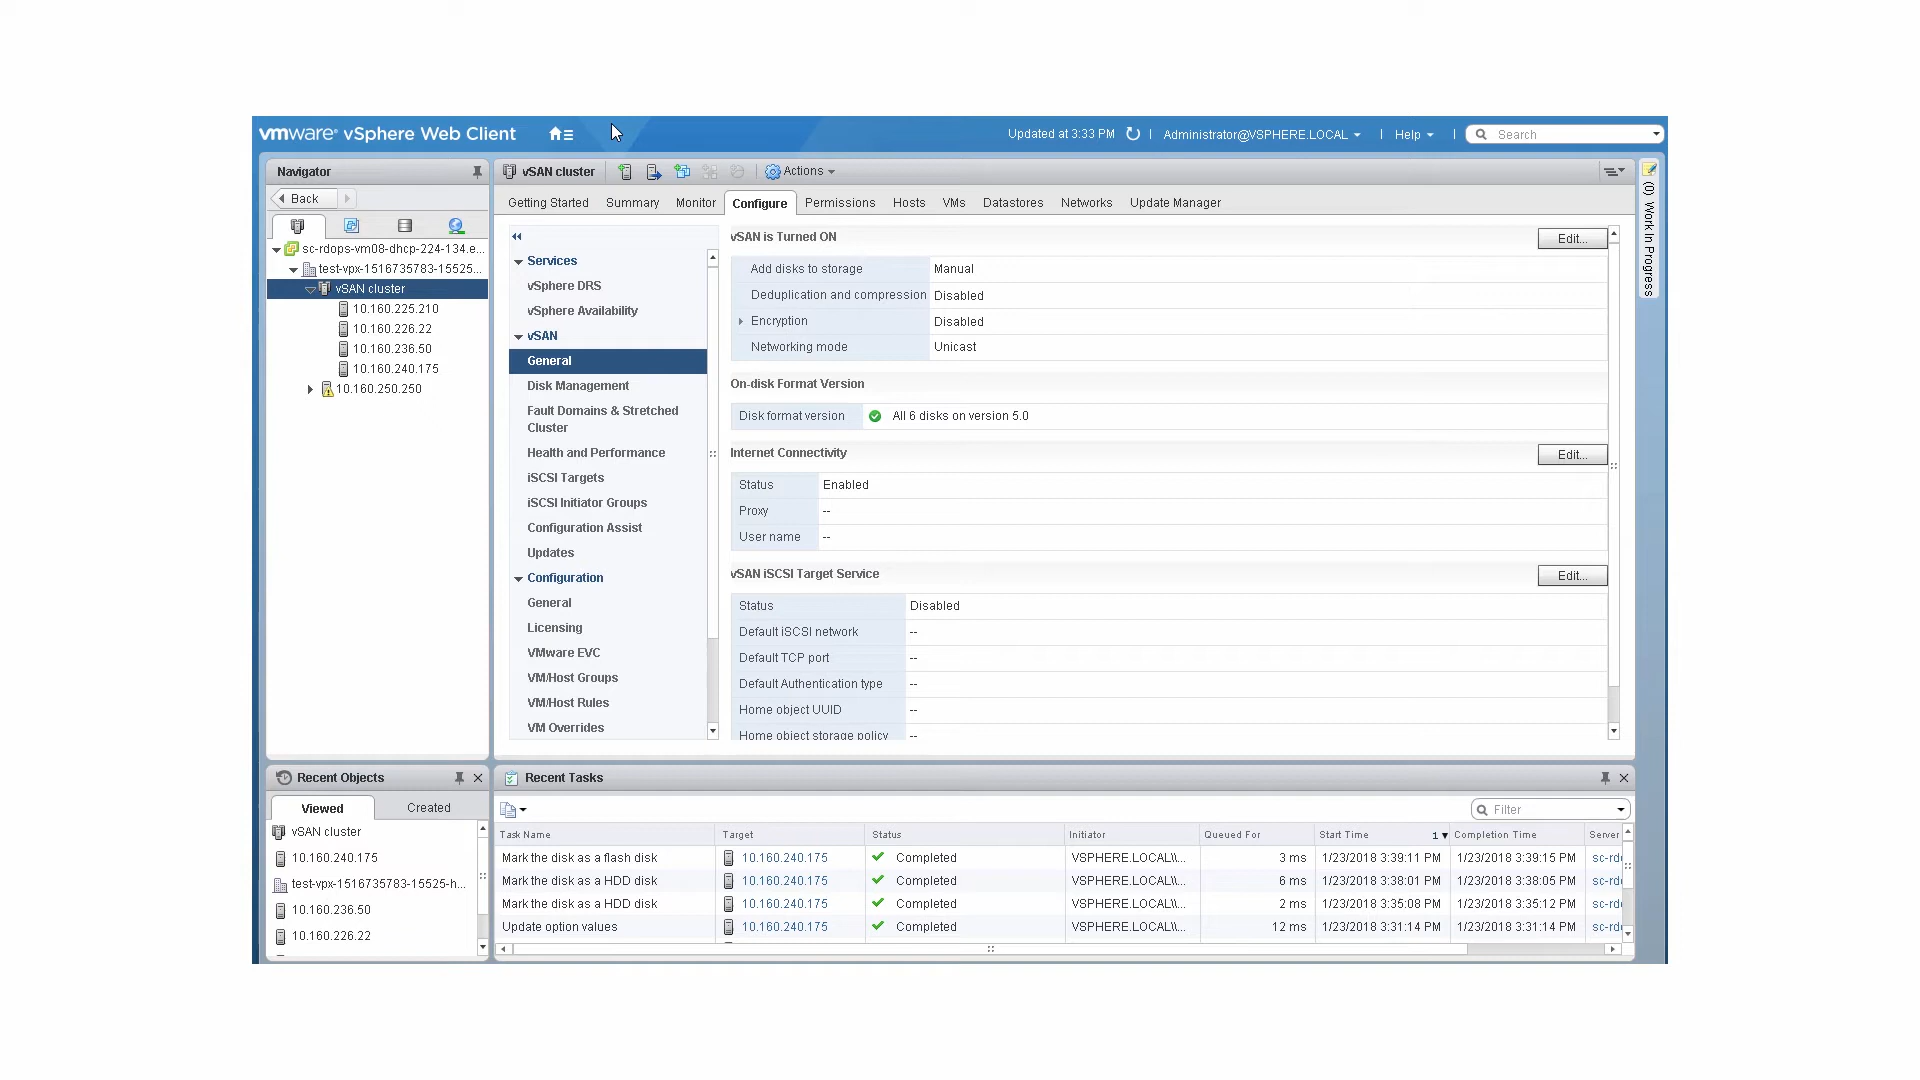 vmware® vSphere Web Client
Updated at 3:33 PM
Administrator@VSPHERE.LOCAL
Help
Search
Navigator
Back
sc-rdops-vm08-dhcp-224-134.e...
test-vpx-1516735783-15525...
vSAN cluster
10.160.225.210
10.160.226.22
10.160.236.50
10.160.240.175
10.160.250.250
vSAN cluster
Actions
Getting Started
Summary
Monitor
Configure
Permissions
Hosts
VMs
Datastores
Networks
Update Manager
Services
vSphere DRS
vSphere Availability
vSAN
General
Disk Management
Fault Domains & Stretched
Cluster
Health and Performance
iSCSI Targets
iSCSI Initiator Groups
Configuration Assist
Updates
Configuration
General
Licensing
VMware EVC
VM/Host Groups
VM/Host Rules
VM Overrides
vSAN is Turned ON
Edit...
Add disks to storage Manual
Deduplication and compression Disabled
Encryption Disabled
Networking mode Unicast
On-disk Format Version
Disk format version All 6 disks on version 5.0
Internet Connectivity
Edit...
Status Enabled
Proxy --
User name --
vSAN iSCSI Target Service
Edit...
Status Disabled
Default iSCSI network --
Default TCP port --
Default Authentication type --
Home object UUID --
Home object storage policy --
(0) Work In Progress
Recent Objects
Viewed
Created
vSAN cluster
10.160.240.175
test-vpx-1516735783-15525-h...
10.160.236.50
10.160.226.22
Recent Tasks
Filter
Task Name Target Status Initiator Queued For Start Time 1 Completion Time Server
Mark the disk as a flash disk 10.160.240.175 Completed VSPHERE.LOCAL\\... 3 ms 1/23/2018 3:39:11 PM 1/23/2018 3:39:15 PM sc-rd
Mark the disk as a HDD disk 10.160.240.175 Completed VSPHERE.LOCAL\\... 6 ms 1/23/2018 3:38:01 PM 1/23/2018 3:38:05 PM sc-rd
Mark the disk as a HDD disk 10.160.240.175 Completed VSPHERE.LOCAL\\... 2 ms 1/23/2018 3:35:08 PM 1/23/2018 3:35:12 PM sc-rd
Update option values 10.160.240.175 Completed VSPHERE.LOCAL\\... 12 ms 1/23/2018 3:31:14 PM 1/23/2018 3:31:14 PM sc-rd